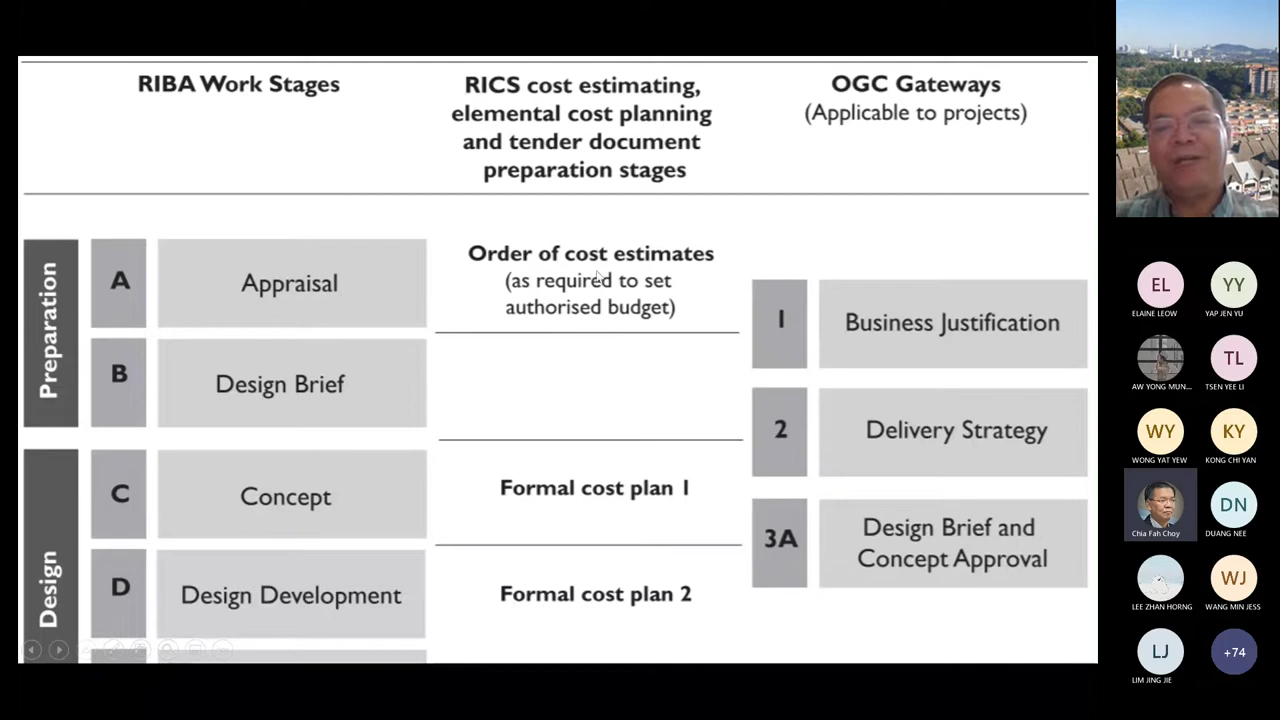 RIBA Work Stages
RICS cost estimating,
elemental cost planning
and tender document
preparation stages
OGC Gateways
(Applicable to projects)
Preparation
A
Appraisal
Order of cost estimates
(as required to set
authorised budget)
1
Business Justification
B
Design Brief
2
Delivery Strategy
Design
C
Concept
Formal cost plan 1
3A
Design Brief and
Concept Approval
D
Design Development
Formal cost plan 2
EL
ELAINE LEOW
YY
YAP JEN YU
AW YONG MUN...
TL
TSEN YEE LI
WY
WONG YAT YEW
KY
KONG CHI YAN
Chia Fah Choy
DN
DUANG NEE
LEE ZHAN HORNG
WJ
WANG MIN JESS
LJ
LIM JING JIE
+74